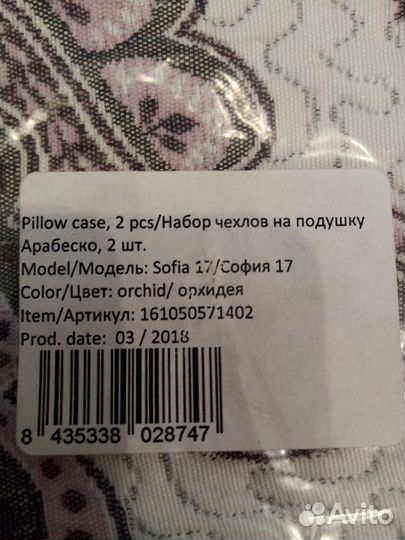 Pillow case, 2 pcs/Набор чехлов на подушку
Арабеско, 2 шт.
Model/Модель: Sofia 17/София 17
Color/Цвет: orchid/ орхидея
Item/Артикул: 161050571402
Prod. date:  03 / 2018
8 435338 028747
Avito